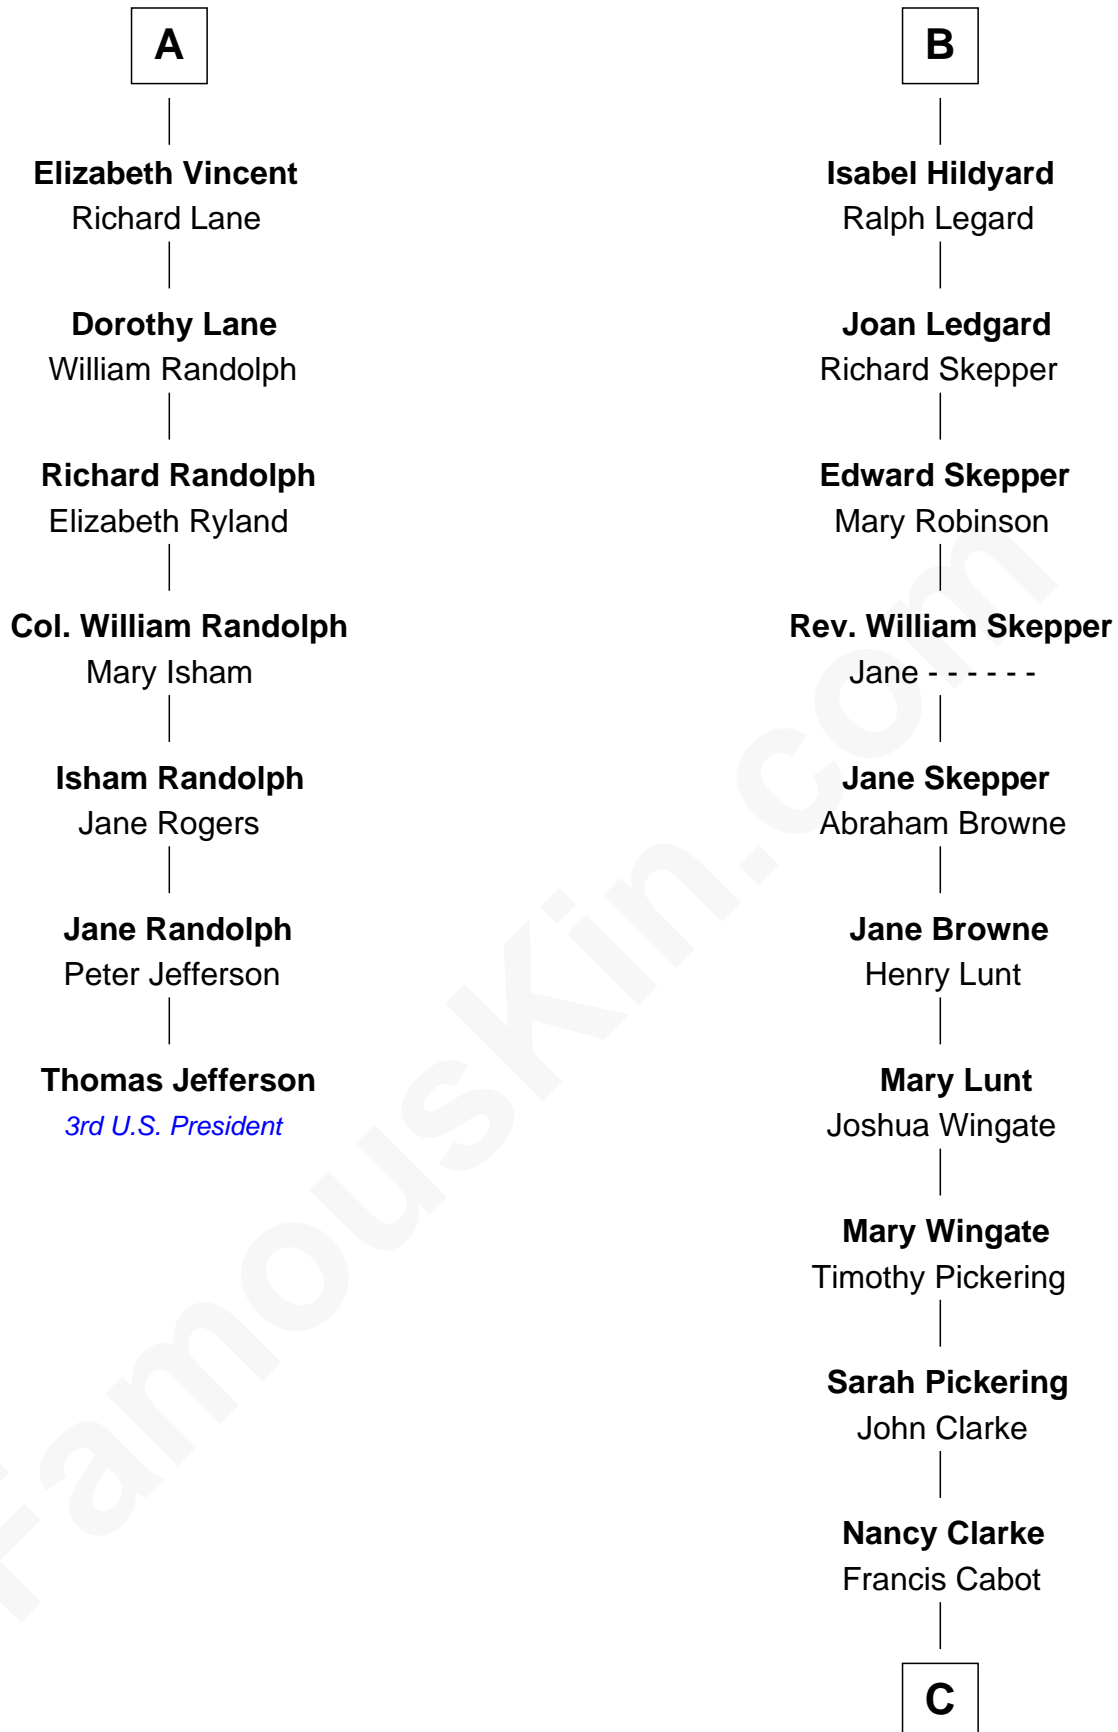 A
Elizabeth Vincent
Richard Lane
Dorothy Lane
William Randolph
Richard Randolph
Elizabeth Ryland
Col. William Randolph
Mary Isham
Isham Randolph
Jane Rogers
Jane Randolph
Peter Jefferson
Thomas Jefferson
3rd U.S. President
B
Isabel Hildyard
Ralph Legard
Joan Ledgard
Richard Skepper
Edward Skepper
Mary Robinson
Rev. William Skepper
Jane - - - - - -
Jane Skepper
Abraham Browne
Jane Browne
Henry Lunt
Mary Lunt
Joshua Wingate
Mary Wingate
Timothy Pickering
Sarah Pickering
John Clarke
Nancy Clarke
Francis Cabot
C
FamousKin.com